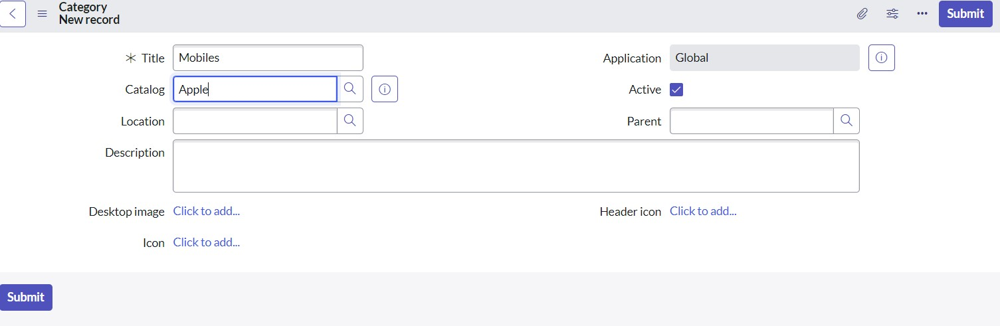 Category
New record
Submit
Title Mobiles
Application Global
Catalog Apple
Active
Location
Parent
Description
Desktop image Click to add...
Header icon Click to add...
Icon Click to add...
Submit